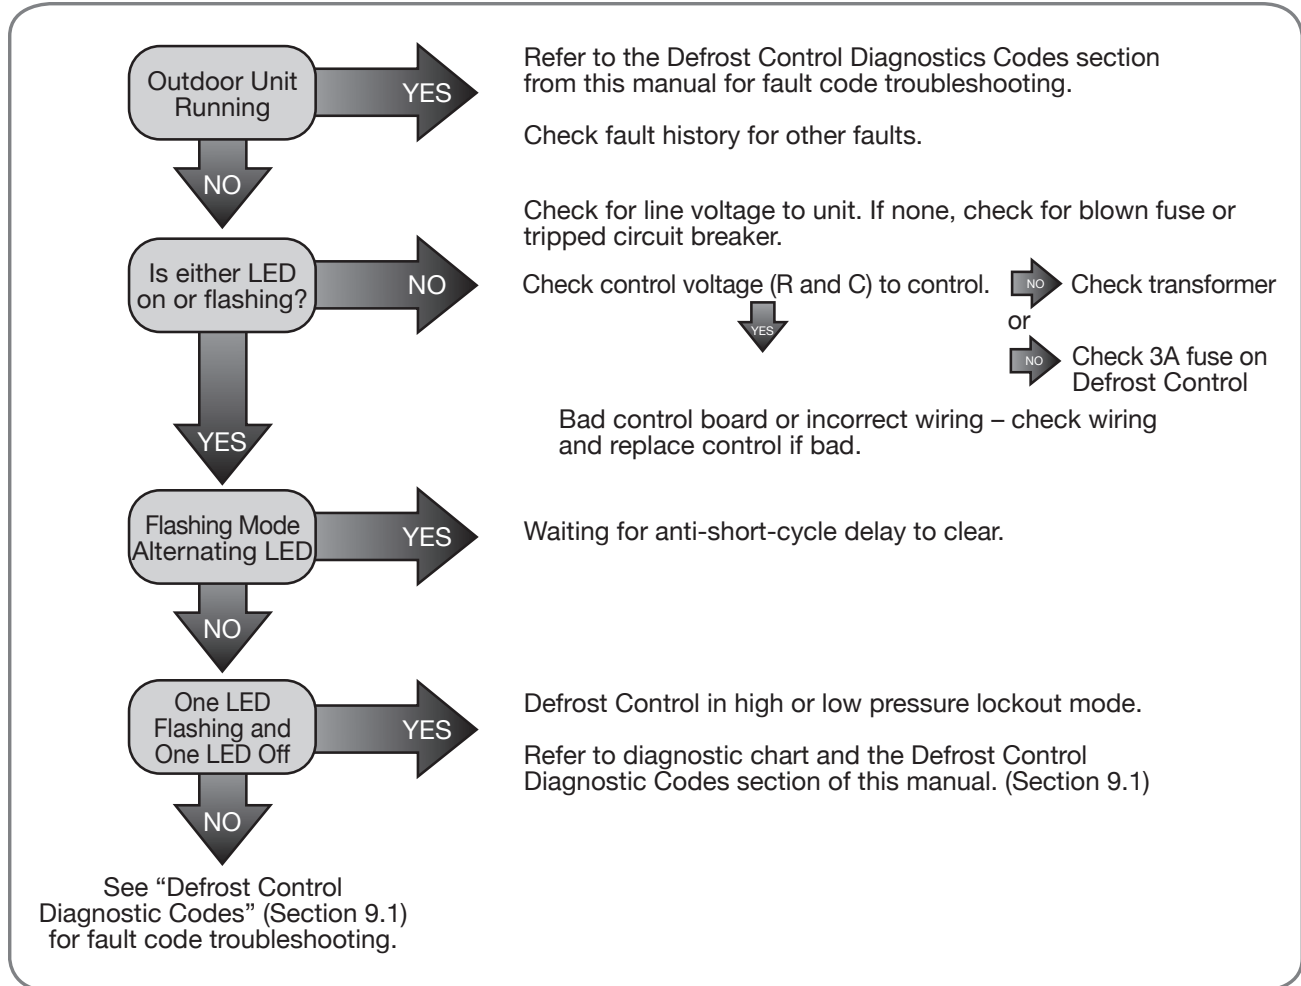 Outdoor Unit
Running
YES
Refer to the Defrost Control Diagnostics Codes section
from this manual for fault code troubleshooting.
Check fault history for other faults.
NO
Is either LED
on or flashing?
NO
Check for line voltage to unit. If none, check for blown fuse or
tripped circuit breaker.
Check control voltage (R and C) to control.
NO
Check transformer
or
NO
Check 3A fuse on
Defrost Control
YES
Bad control board or incorrect wiring – check wiring
and replace control if bad.
YES
Flashing Mode
Alternating LED
YES
Waiting for anti-short-cycle delay to clear.
NO
One LED
Flashing and
One LED Off
YES
Defrost Control in high or low pressure lockout mode.
Refer to diagnostic chart and the Defrost Control
Diagnostic Codes section of this manual. (Section 9.1)
NO
See “Defrost Control
Diagnostic Codes” (Section 9.1)
for fault code troubleshooting.